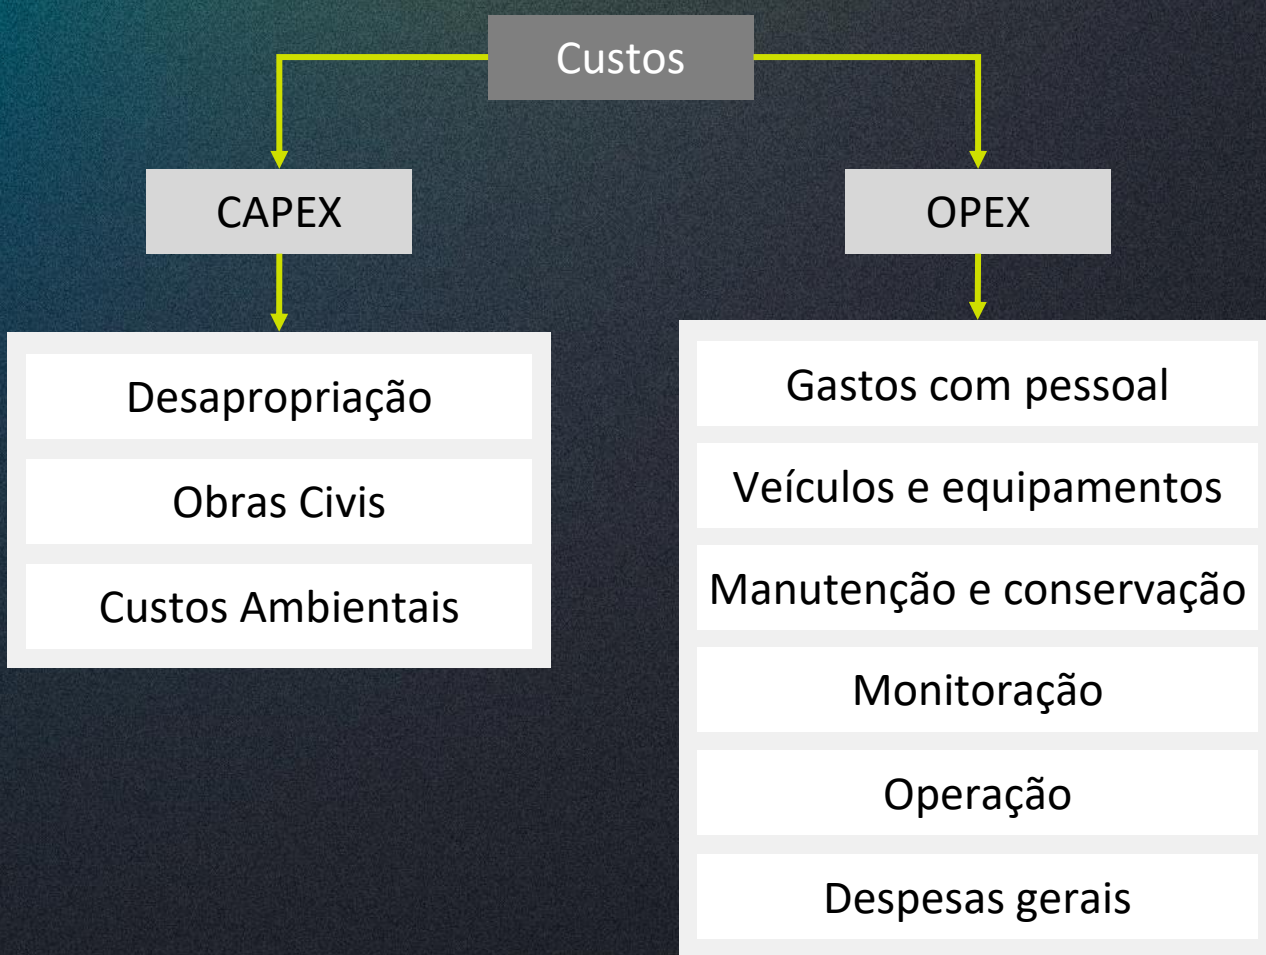 Custos
CAPEX
OPEX
Desapropriação
Obras Civis
Custos Ambientais
Gastos com pessoal
Veículos e equipamentos
Manutenção e conservação
Monitoração
Operação
Despesas gerais